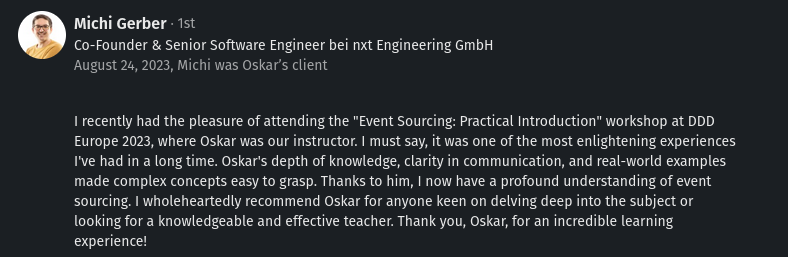 Michi Gerber · 1st
Co-Founder & Senior Software Engineer bei nxt Engineering GmbH
August 24, 2023, Michi was Oskar’s client
I recently had the pleasure of attending the "Event Sourcing: Practical Introduction" workshop at DDD
Europe 2023, where Oskar was our instructor. I must say, it was one of the most enlightening experiences
I've had in a long time. Oskar's depth of knowledge, clarity in communication, and real-world examples
made complex concepts easy to grasp. Thanks to him, I now have a profound understanding of event
sourcing. I wholeheartedly recommend Oskar for anyone keen on delving deep into the subject or
looking for a knowledgeable and effective teacher. Thank you, Oskar, for an incredible learning
experience!